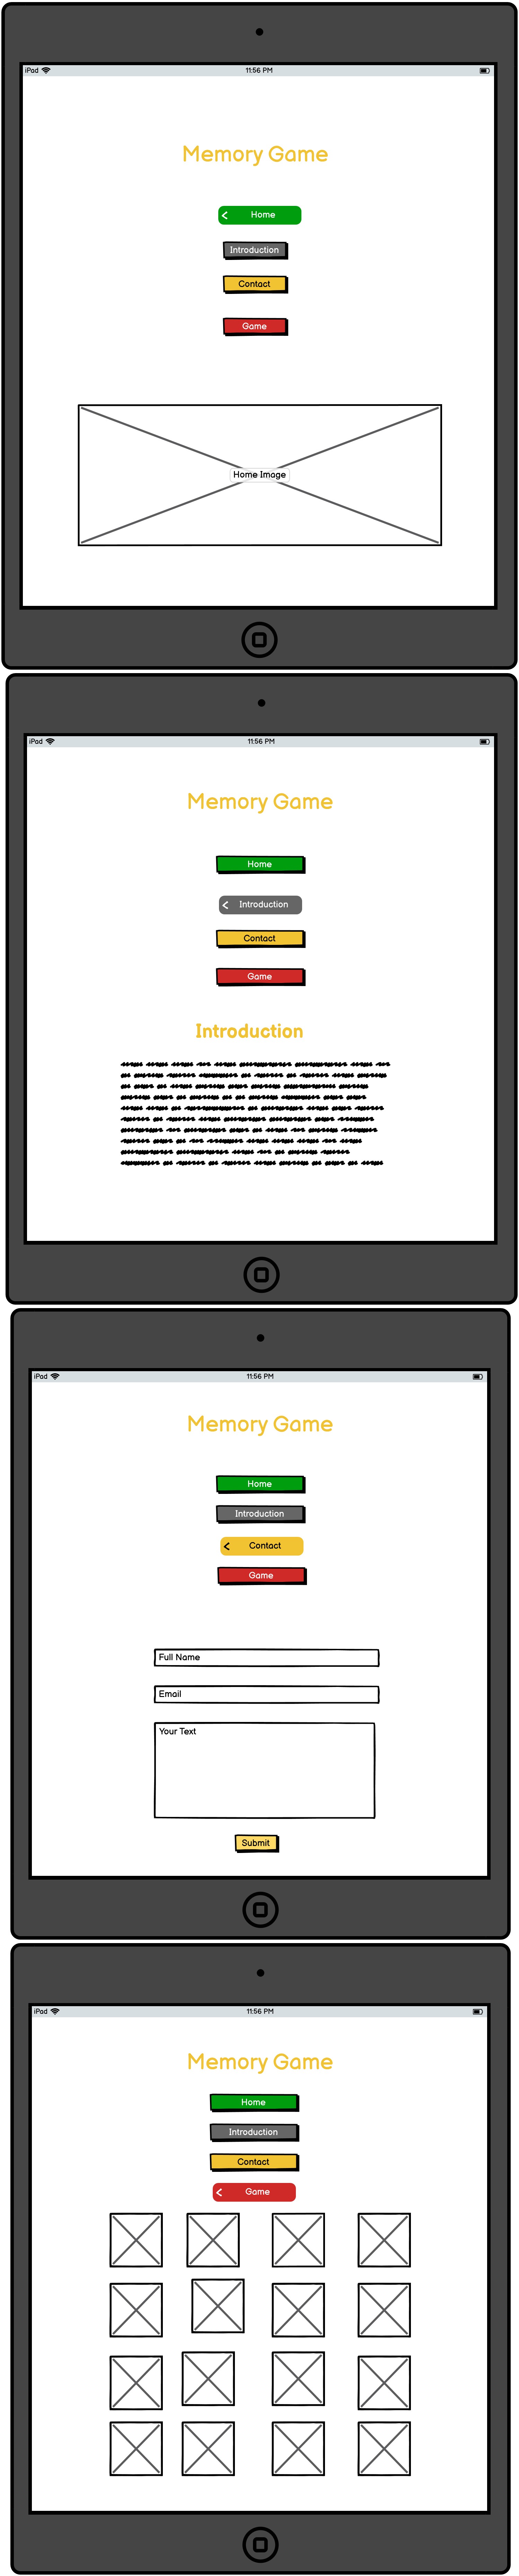 iPad 11:56 PM
Memory Game
Home
Introduction
Contact
Game
Home Image
iPad 11:56 PM
Memory Game
Home
Introduction
Contact
Game
Introduction
iPad 11:56 PM
Memory Game
Home
Introduction
Contact
Game
Full Name
Email
Your Text
Submit
iPad 11:56 PM
Memory Game
Home
Introduction
Contact
Game